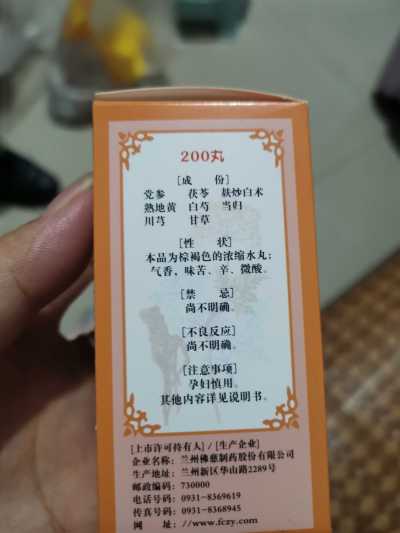 200丸
[成 份]
党参 茯苓 麸炒白术
熟地黄 白芍 当归
川芎 甘草
[性 状]
本品为棕褐色的浓缩水丸;
气香,味苦、辛、微酸。
[禁 忌]
尚不明确。
[不良反应]
尚不明确。
[注意事项]
孕妇慎用。
其他内容详见说明书。
[上市许可持有人] / [生产企业]
企业名称: 兰州佛慈制药股份有限公司
生产地址: 兰州新区华山路2289号
邮政编码: 730000
电话号码: 0931-8369619
传真号码: 0931-8368945
网 址: //www.fczy.com